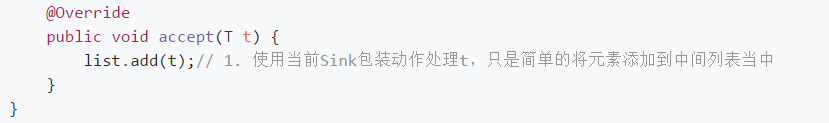 @Override
public void accept(T t) {
list.add(t);// 1. 使用当前Sink包装动作处理t，只是简单的将元素添加到中间列表当中
}
}